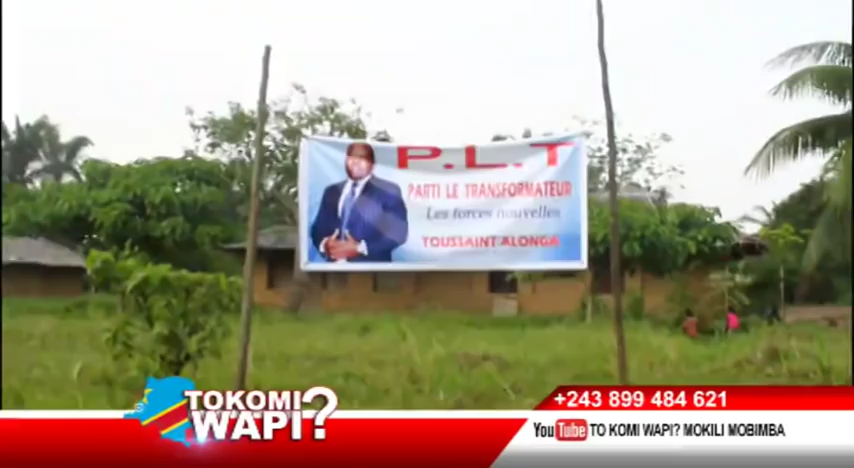 P.L.T
PARTI LE TRANSFORMATEUR
Les forces nouvelles
TOUSSAINT ALONGA
TOKOMI
WAPI?
+243 899 484 621
YouTube TO KOMI WAPI? MOKILI MOBIMBA